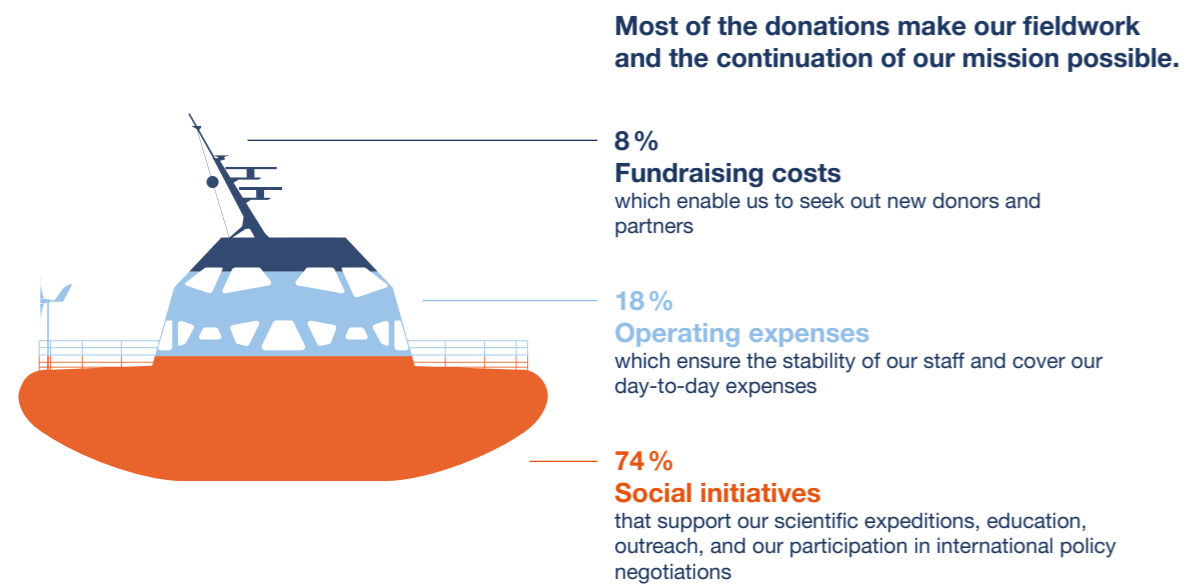 Most of the donations make our fieldwork
and the continuation of our mission possible.
8 %
Fundraising costs
which enable us to seek out new donors and
partners
18 %
Operating expenses
which ensure the stability of our staff and cover our
day-to-day expenses
74 %
Social initiatives
that support our scientific expeditions, education,
outreach, and our participation in international policy
negotiations